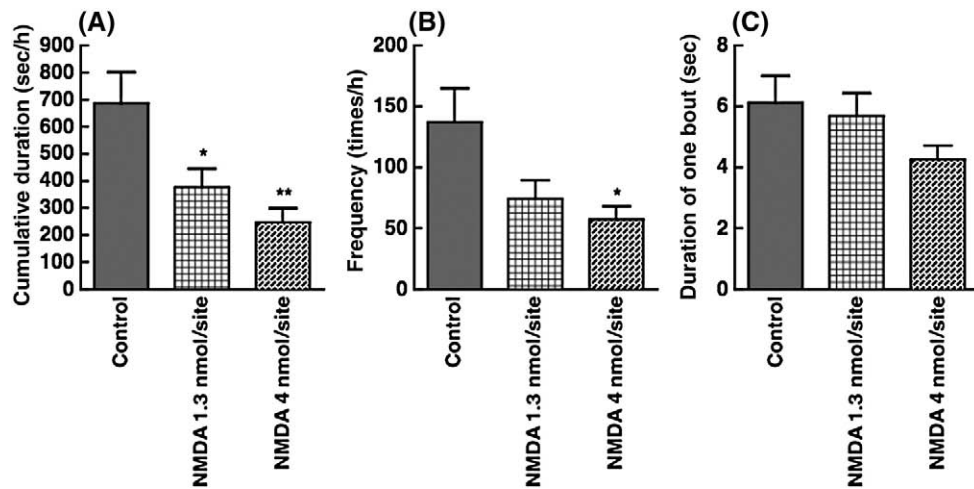 (A)
Cumulative duration (sec/h)
900
800
700
600
500
400
300
200
100
0
*
**
Control
NMDA 1.3 nmol/site
NMDA 4 nmol/site
(B)
Frequency (times/h)
200
150
100
50
0
*
Control
NMDA 1.3 nmol/site
NMDA 4 nmol/site
(C)
Duration of one bout (sec)
8
6
4
2
0
Control
NMDA 1.3 nmol/site
NMDA 4 nmol/site